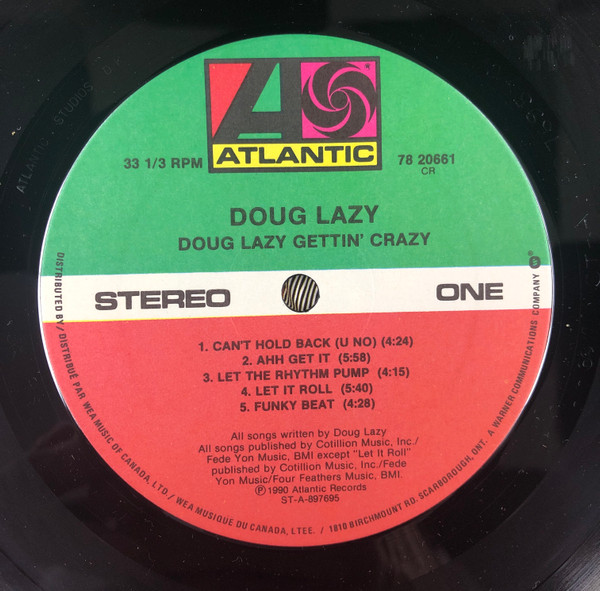 ATLANTIC STUDIOS
33 1/3 RPM
ATLANTIC
78 20661
CR
DOUG LAZY
DOUG LAZY GETTIN' CRAZY
STEREO
ONE
1. CAN'T HOLD BACK (U NO) (4:24)
2. AHH GET IT (5:58)
3. LET THE RHYTHM PUMP (4:15)
4. LET IT ROLL (5:40)
5. FUNKY BEAT (4:28)
All songs written by Doug Lazy
All songs published by Cotillion Music, Inc./
Fede Yon Music, BMI except "Let It Roll"
published by Cotillion Music, Inc./Fede
Yon Music/Four Feathers Music, BMI.
Ⓟ1990 Atlantic Records
ST-A-897695
DISTRIBUTED BY / DISTRIBUÉ PAR WEA MUSIC OF CANADA, LTD. / WEA MUSIQUE DU CANADA, LTEE. / 1810 BIRCHMOUNT RD. SCARBOROUGH, ONT. A WARNER COMMUNICATIONS COMPANY